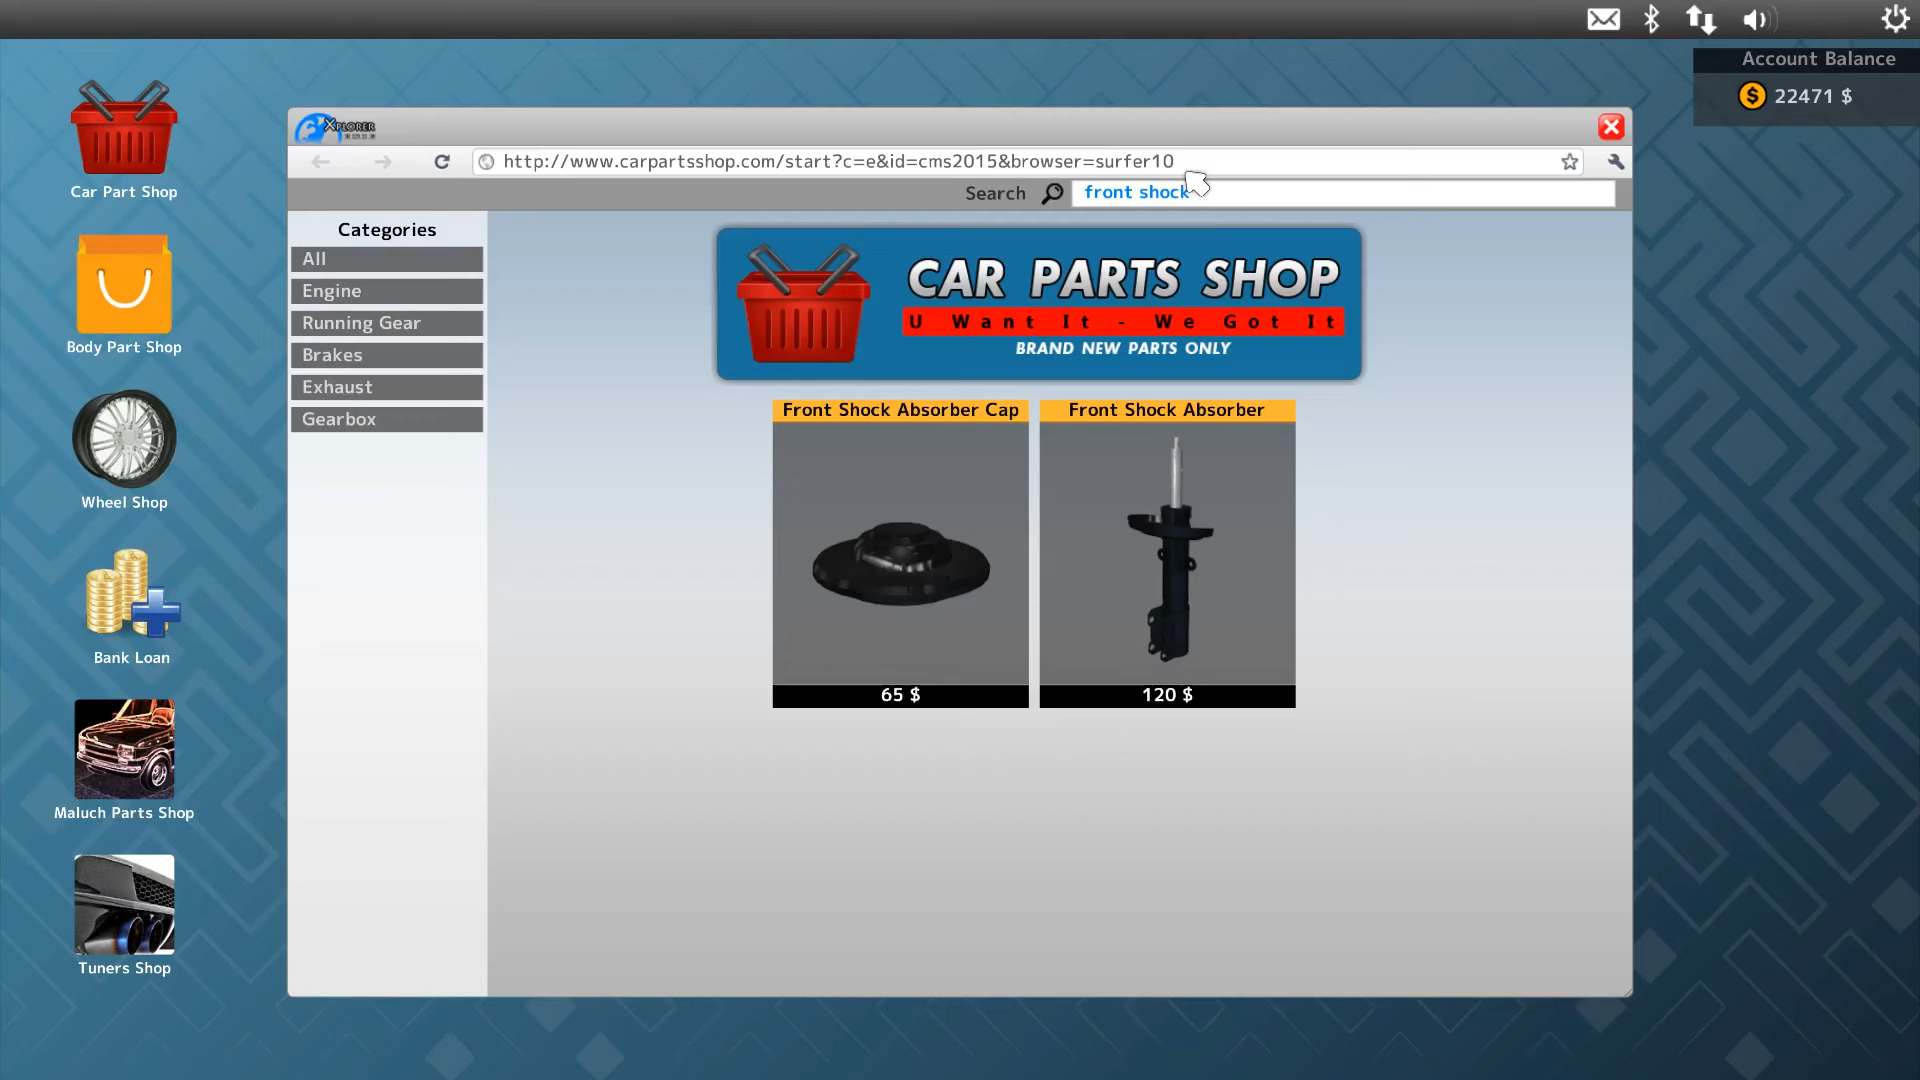 Account Balance
22471 $
Car Part Shop
Body Part Shop
Wheel Shop
Bank Loan
Maluch Parts Shop
Tuners Shop
XPLORER
http://www.carpartsshop.com/start?c=e&id=cms2015&browser=surfer10
Search
front shock
Categories
All
Engine
Running Gear
Brakes
Exhaust
Gearbox
CAR PARTS SHOP
U Want It - We Got It
BRAND NEW PARTS ONLY
Front Shock Absorber Cap
65 $
Front Shock Absorber
120 $